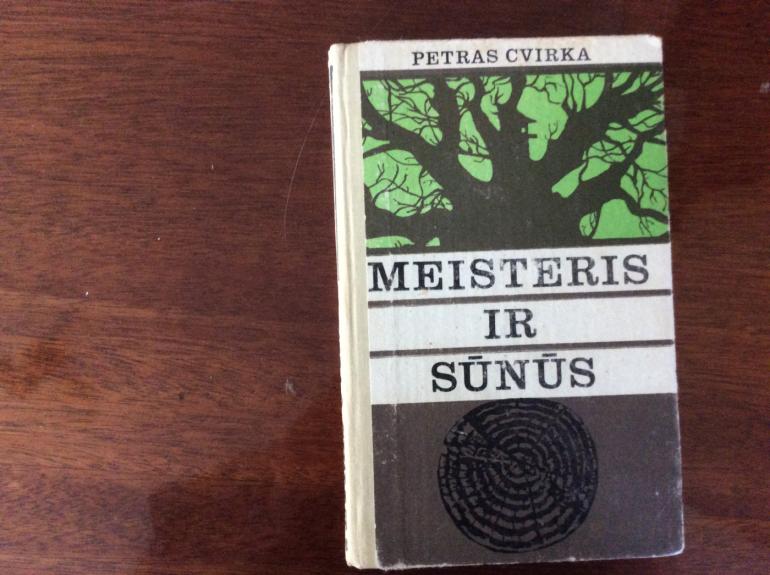 PETRAS CVIRKA
MEISTERIS
IR
SŪNŪS